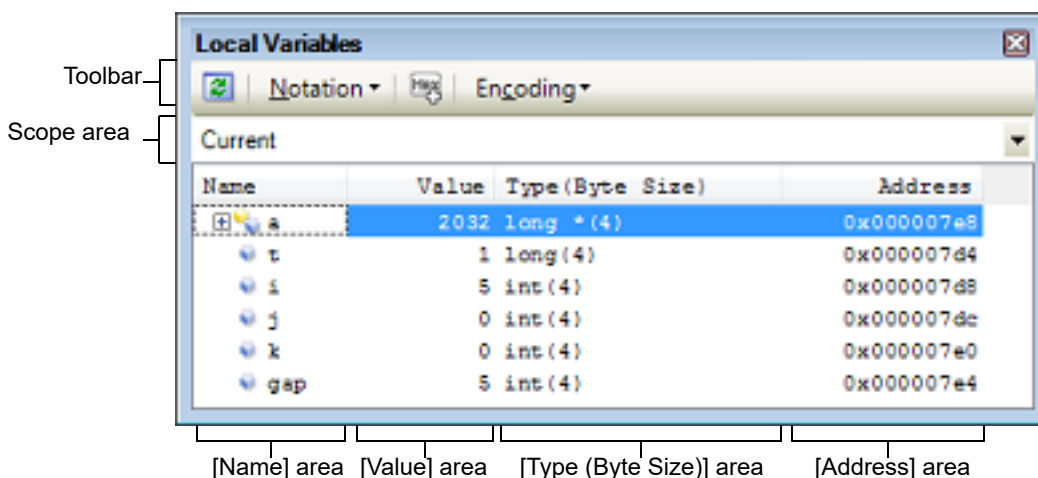 Local Variables
Toolbar
Notation Hex Encoding
Scope area
Current
Name Value Type(Byte Size) Address
a 2032 long *(4) 0x000007e8
t 1 long(4) 0x000007d4
i 5 int(4) 0x000007d8
j 0 int(4) 0x000007dc
k 0 int(4) 0x000007e0
gap 5 int(4) 0x000007e4
[Name] area [Value] area [Type (Byte Size)] area [Address] area